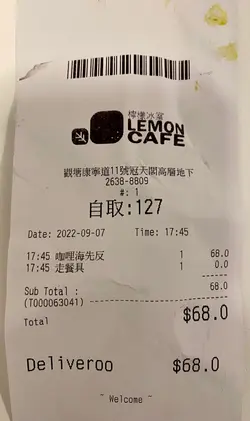 檸檬冰室
LEMON
CAFE
觀塘康寧道11號冠天閣高層地下
2638-8809
#: 1
自取:127
Date: 2022-09-07 Time: 17:45
17:45 咖哩海先反 1 68.0
17:45 走餐具 1 0.0
Sub Total : 68.0
(T000063041)
Total $68.0
Deliveroo $68.0
~ Welcome ~